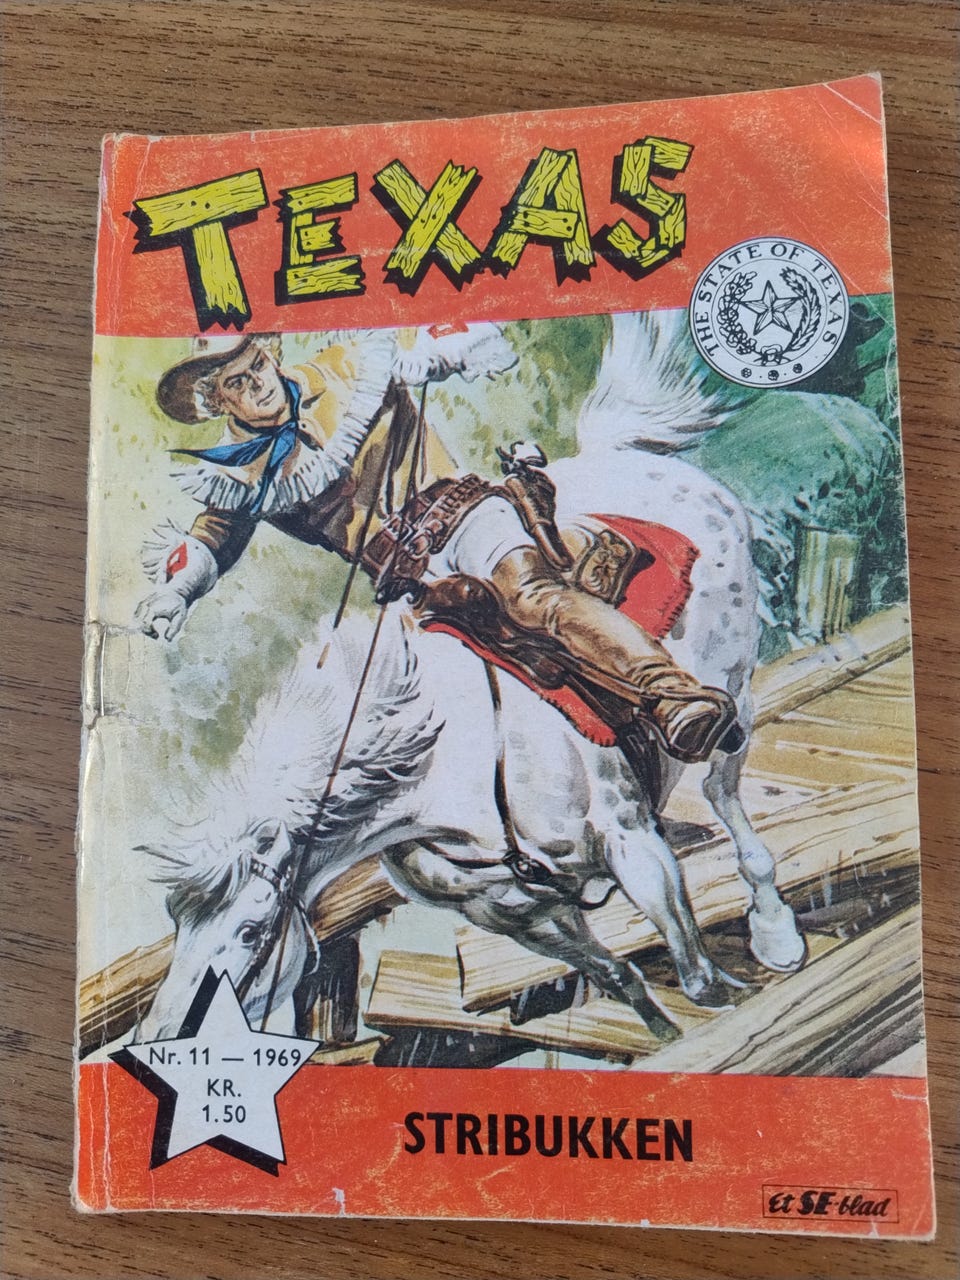 TEXAS
THE STATE OF TEXAS
Nr. 11 — 1969
KR.
1.50
STRIBUKKEN
Et SE-blad